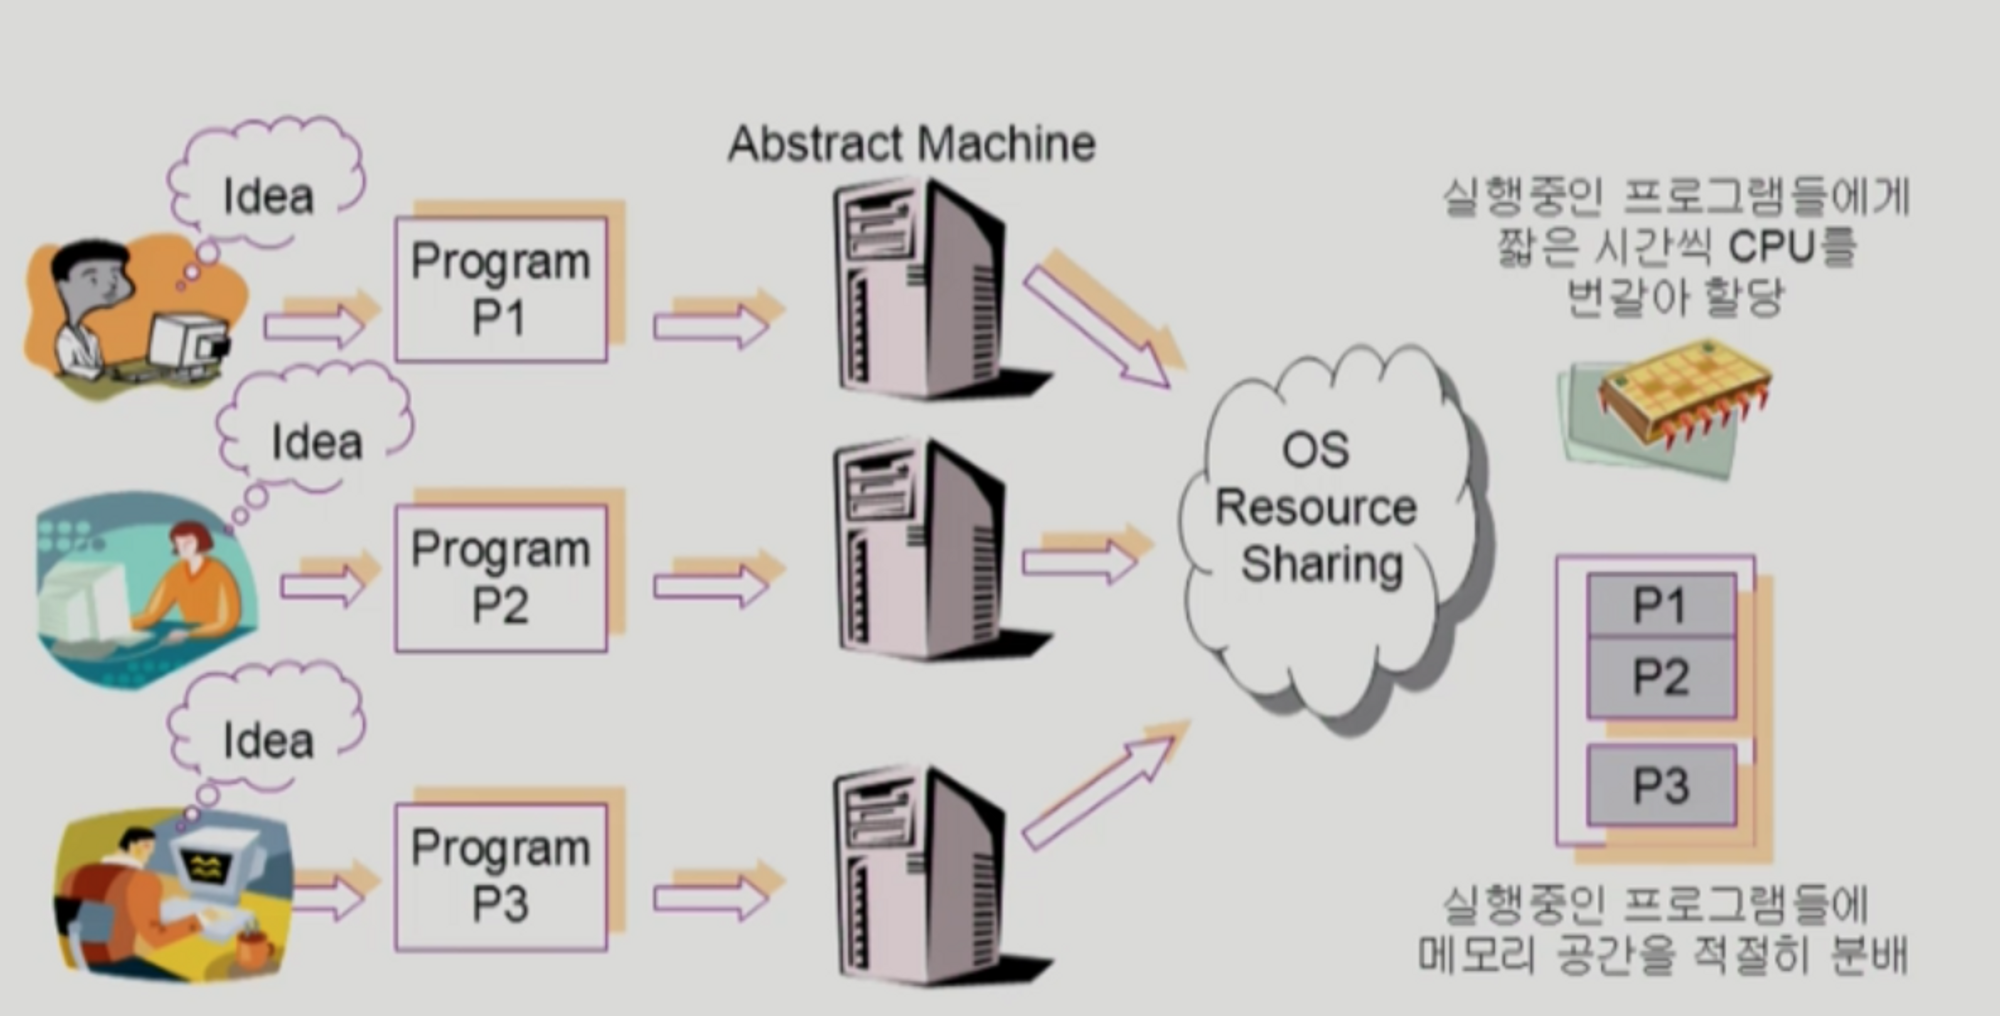 Idea
Program
P1
Abstract Machine
Idea
Program
P2
Idea
Program
P3
OS
Resource
Sharing
실행중인 프로그램들에게
짧은 시간씩 CPU를
번갈아 할당
P1
P2
P3
실행중인 프로그램들에
메모리 공간을 적절히 분배